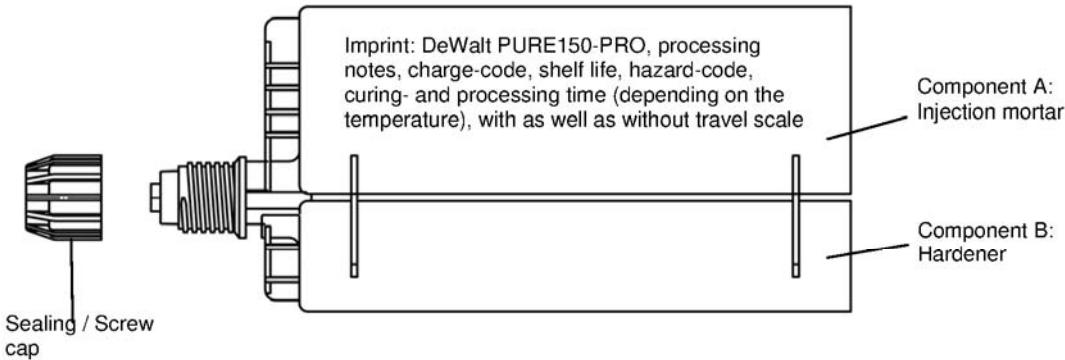 Imprint: DeWalt PURE150-PRO, processing
notes, charge-code, shelf life, hazard-code,
curing- and processing time (depending on the
temperature), with as well as without travel scale
Component A:
Injection mortar
Component B:
Hardener
Sealing / Screw
cap